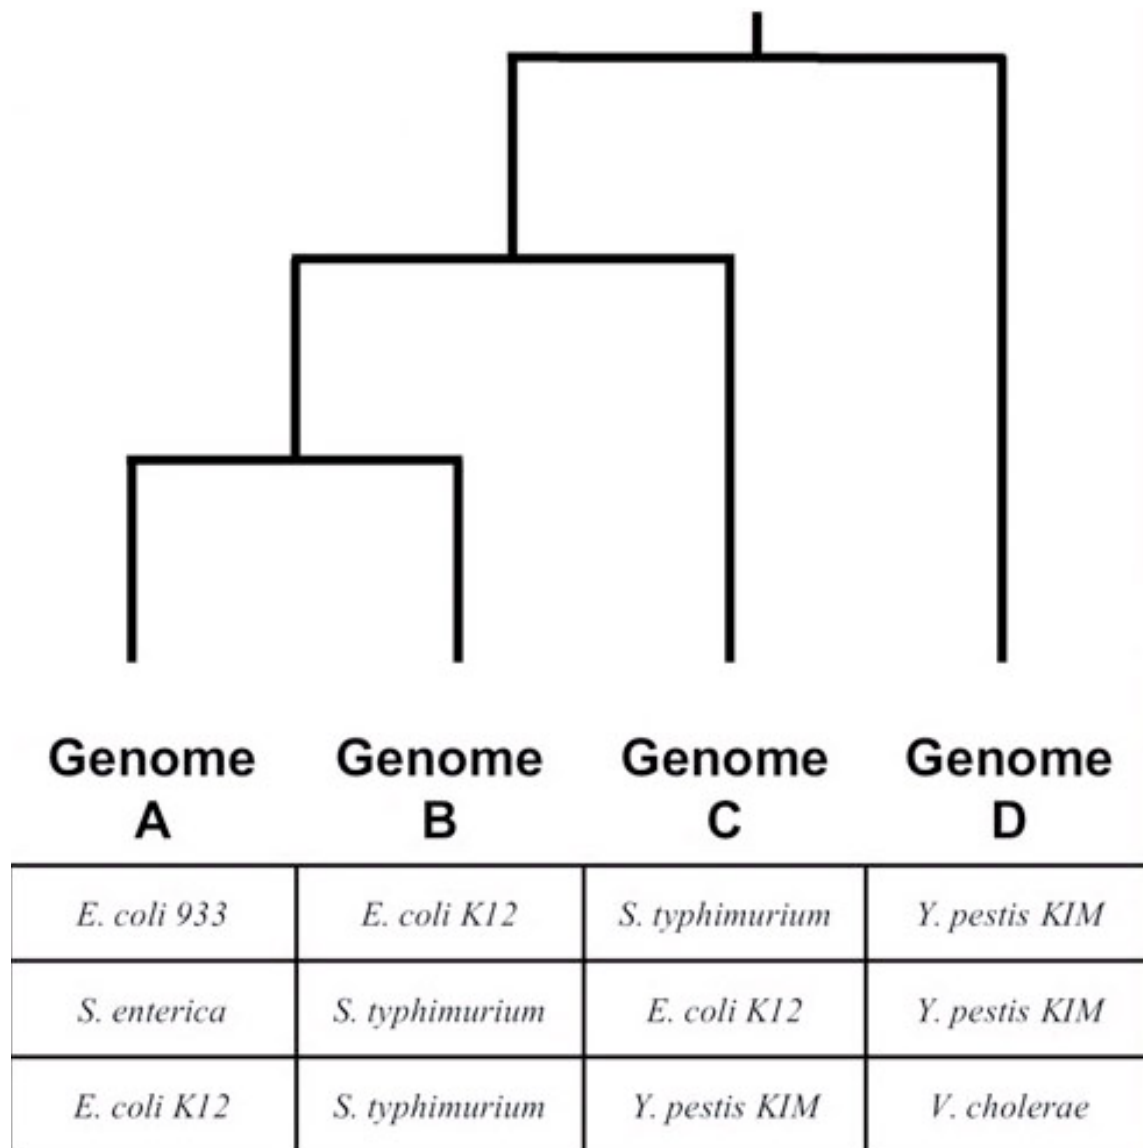 Genome Genome Genome Genome
A B C D
E. coli 933 E. coli K12 S. typhimurium Y. pestis KIM
S. enterica S. typhimurium E. coli K12 Y. pestis KIM
E. coli K12 S. typhimurium Y. pestis KIM V. cholerae